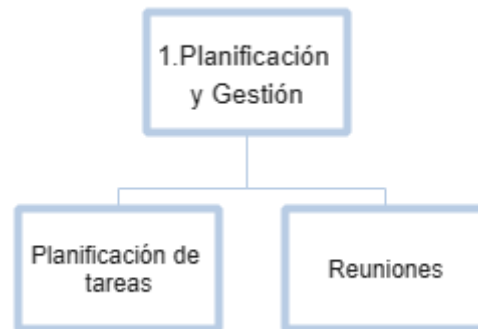 1.Planificación
y Gestión
Planificación de
tareas
Reuniones